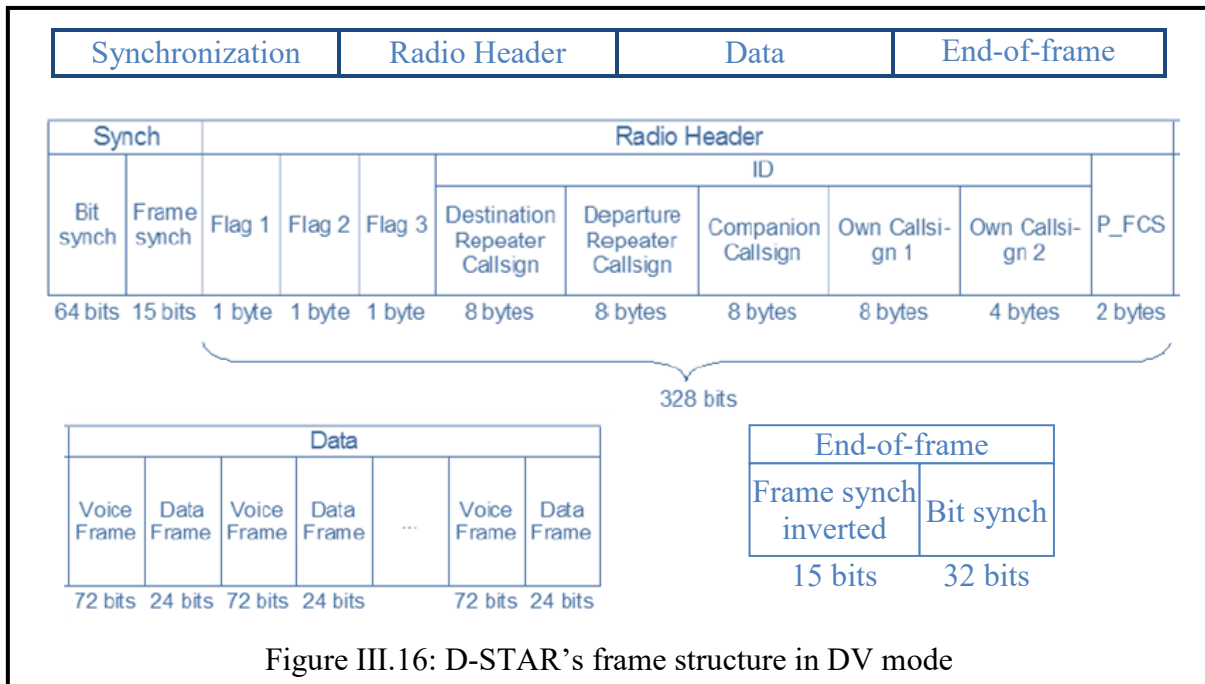 Synchronization Radio Header Data End-of-frame
Synch Radio Header
ID
Bit synch Frame synch Flag 1 Flag 2 Flag 3 Destination Repeater Callsign Departure Repeater Callsign Companion Callsign Own Callsi-gn 1 Own Callsi-gn 2 P_FCS
64 bits 15 bits 1 byte 1 byte 1 byte 8 bytes 8 bytes 8 bytes 8 bytes 4 bytes 2 bytes
328 bits
Data
Voice Frame Data Frame Voice Frame Data Frame ... Voice Frame Data Frame
72 bits 24 bits 72 bits 24 bits 72 bits 24 bits
End-of-frame
Frame synch inverted Bit synch
15 bits 32 bits
Figure III.16: D-STAR’s frame structure in DV mode